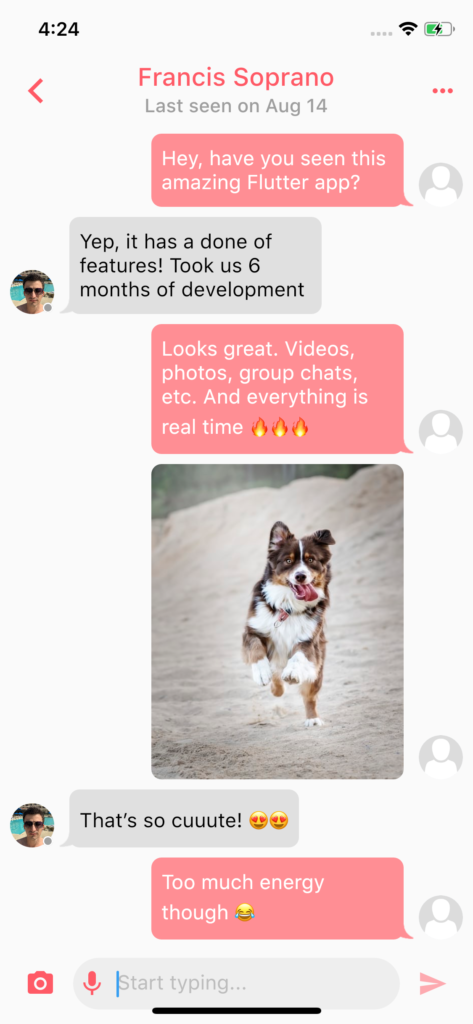 4:24
Francis Soprano
Last seen on Aug 14
Hey, have you seen this
amazing Flutter app?
Yep, it has a done of
features! Took us 6
months of development
Looks great. Videos,
photos, group chats,
etc. And everything is
real time 🔥🔥🔥
That's so cuuute! 😍😍
Too much energy
though 😂
Start typing...